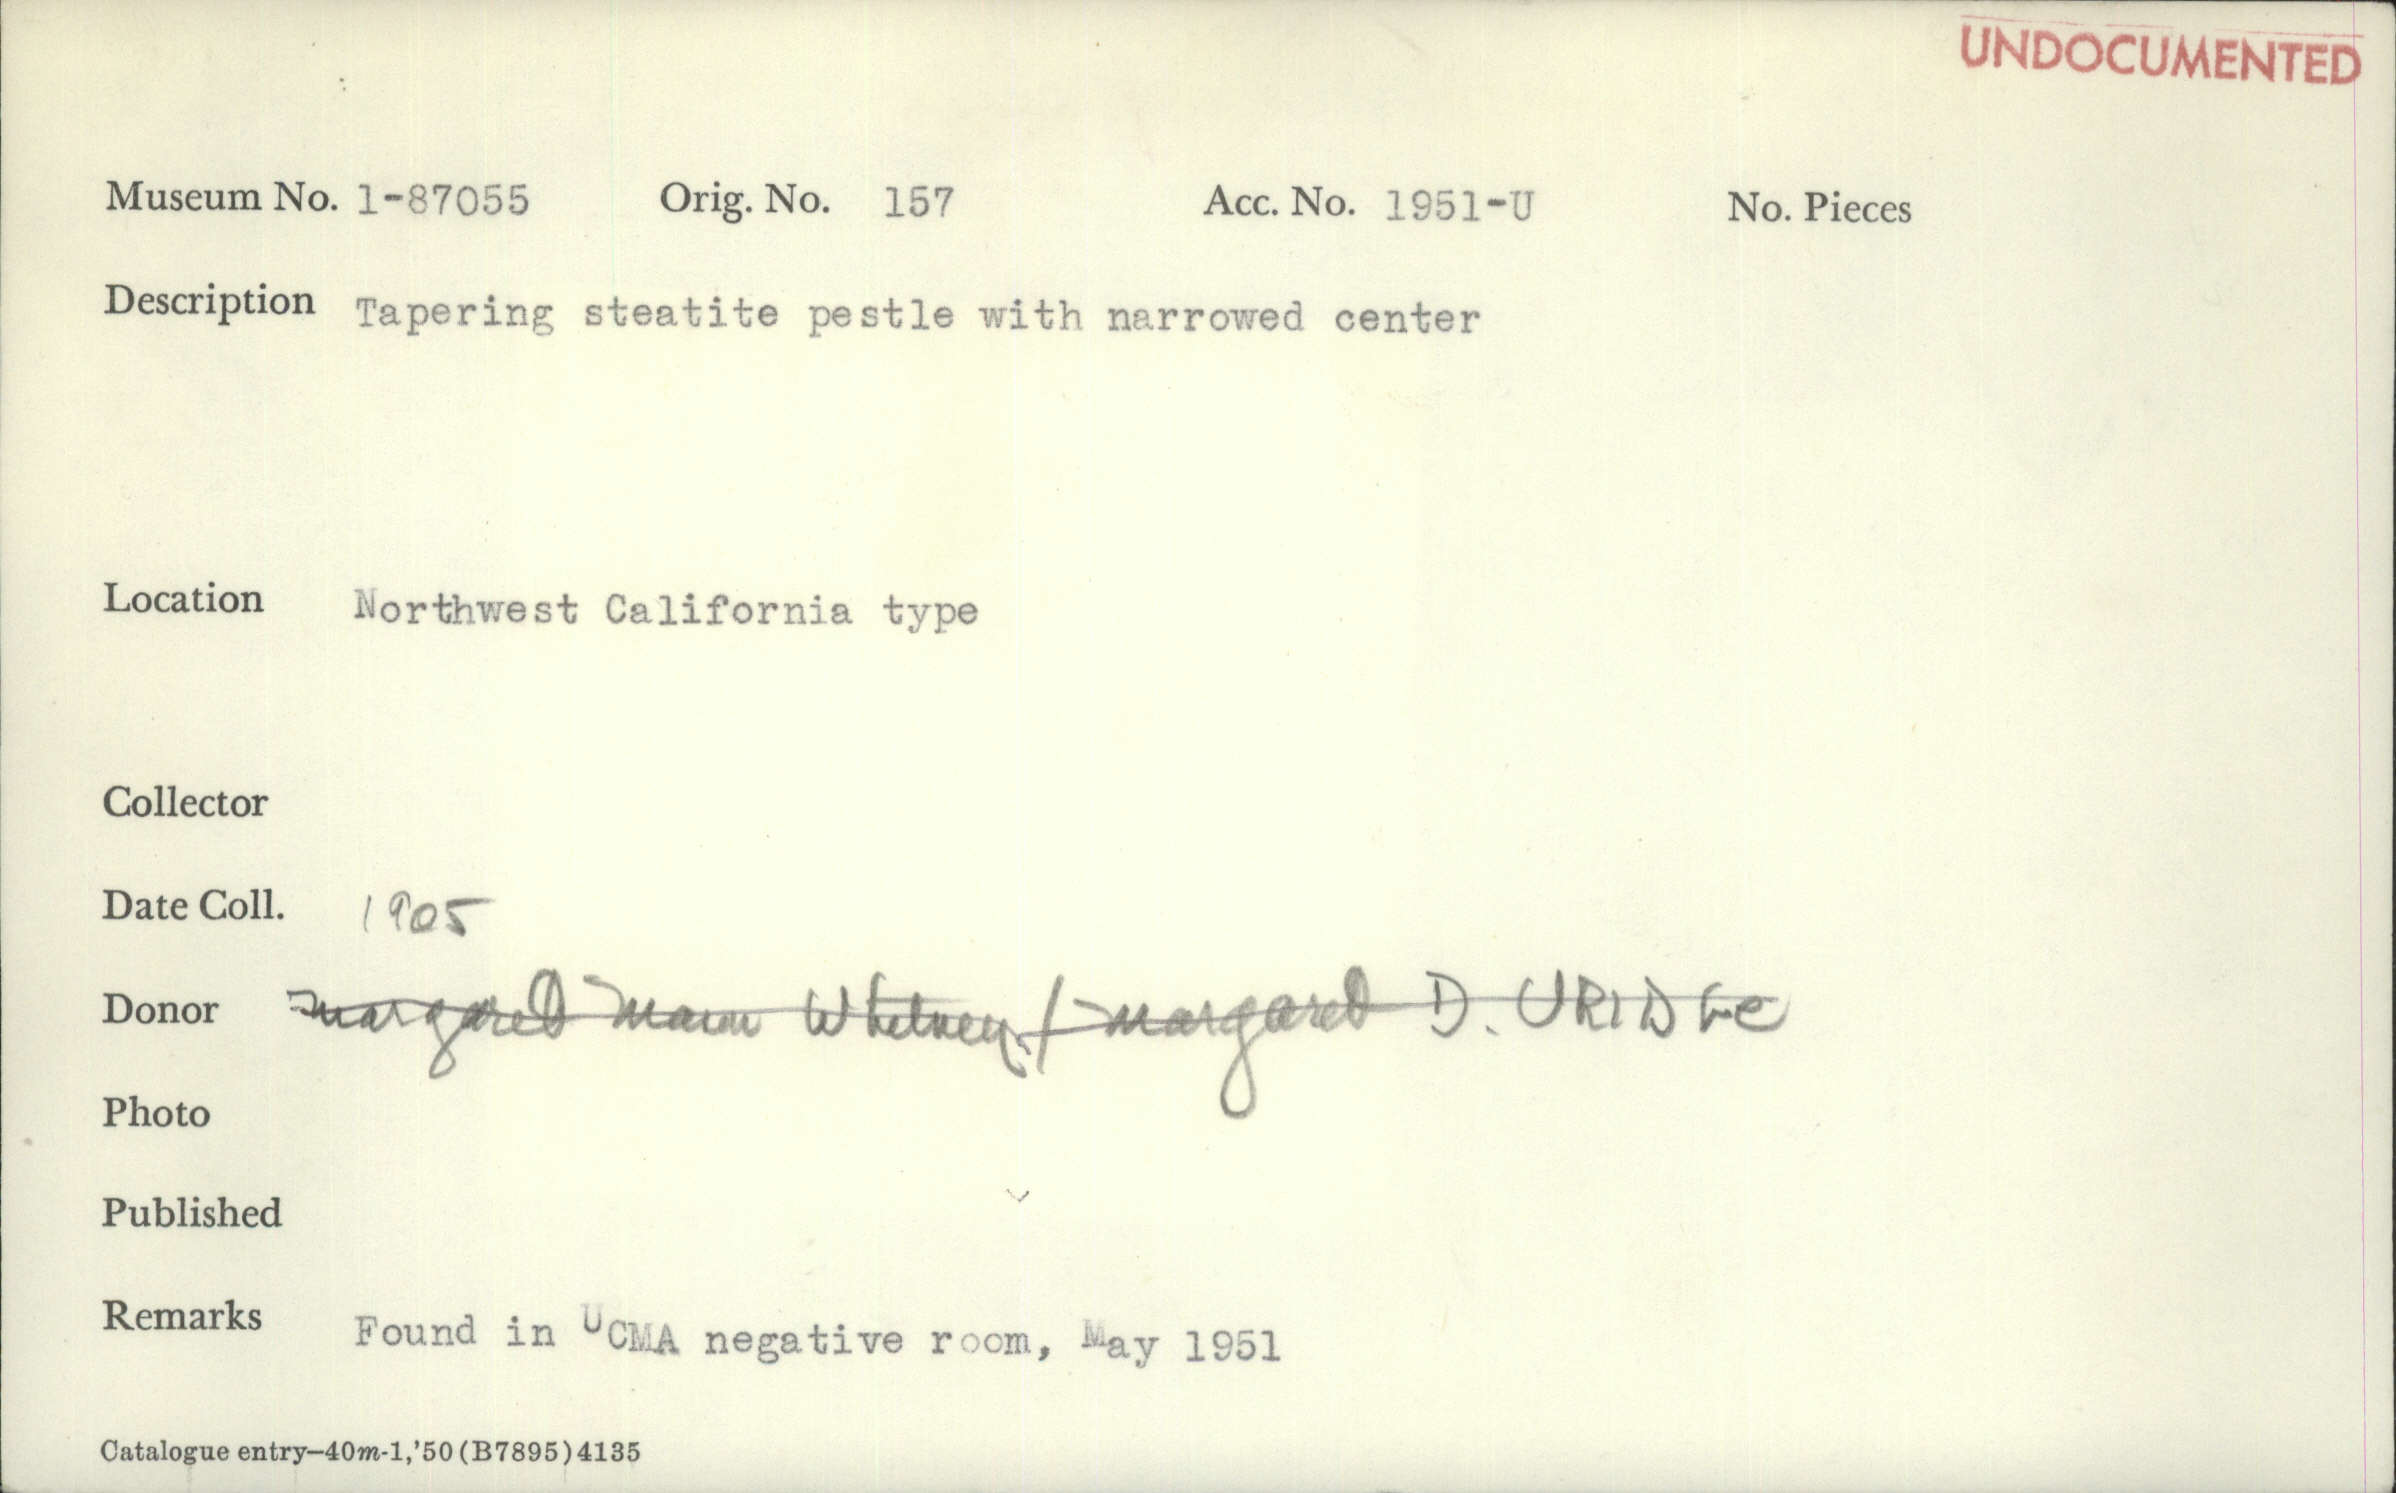 UNDOCUMENTED
Museum No. 1-87055 Orig. No. 157 Acc. No. 1951-U No. Pieces
Description Tapering steatite pestle with narrowed center
Location Northwest California type
Collector
Date Coll. 1905
Donor Margaret Mann Whitney / Margaret D. URIDGE
Photo
Published
Remarks Found in UCMA negative room, May 1951
Catalogue entry—40m-1,'50(B7895)4135